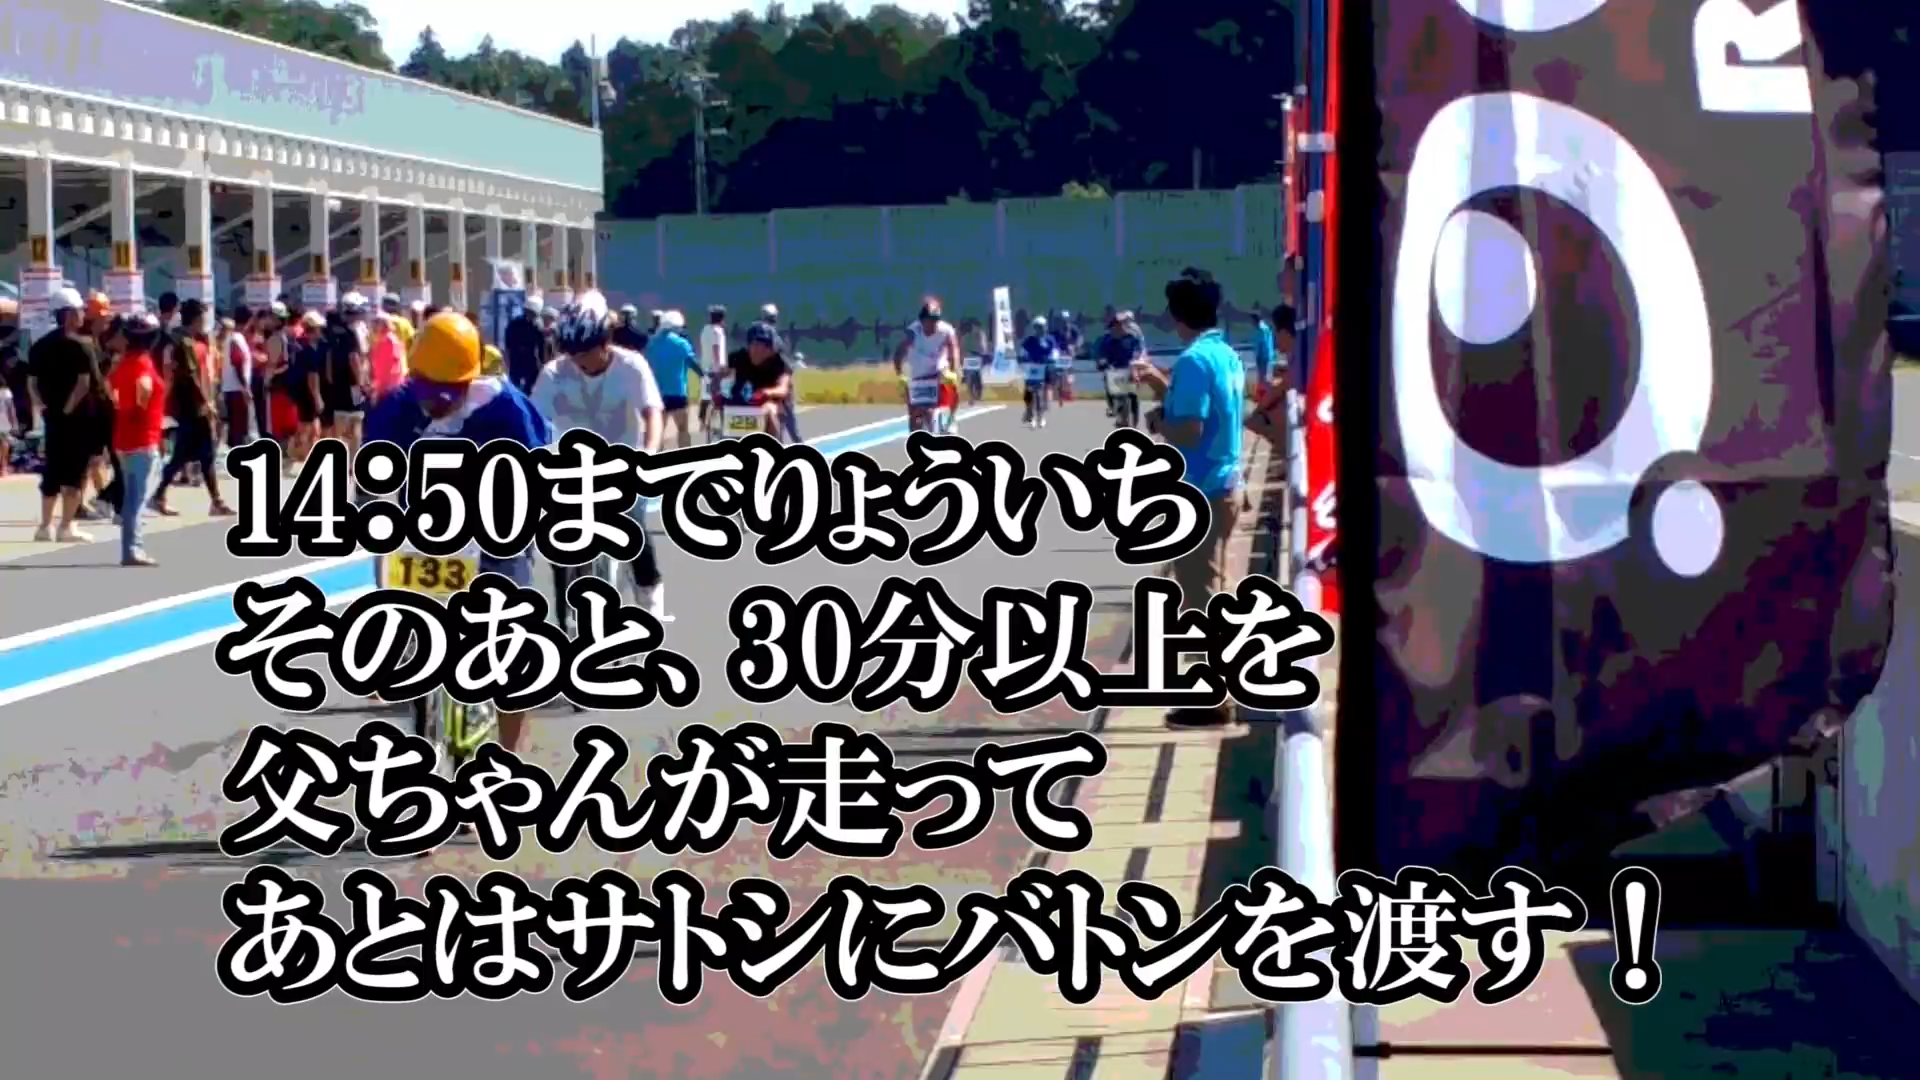 R
14:50までりょういち
133
そのあと、30分以上を
父ちゃんが走って
あとはサトシにバトンを渡す！